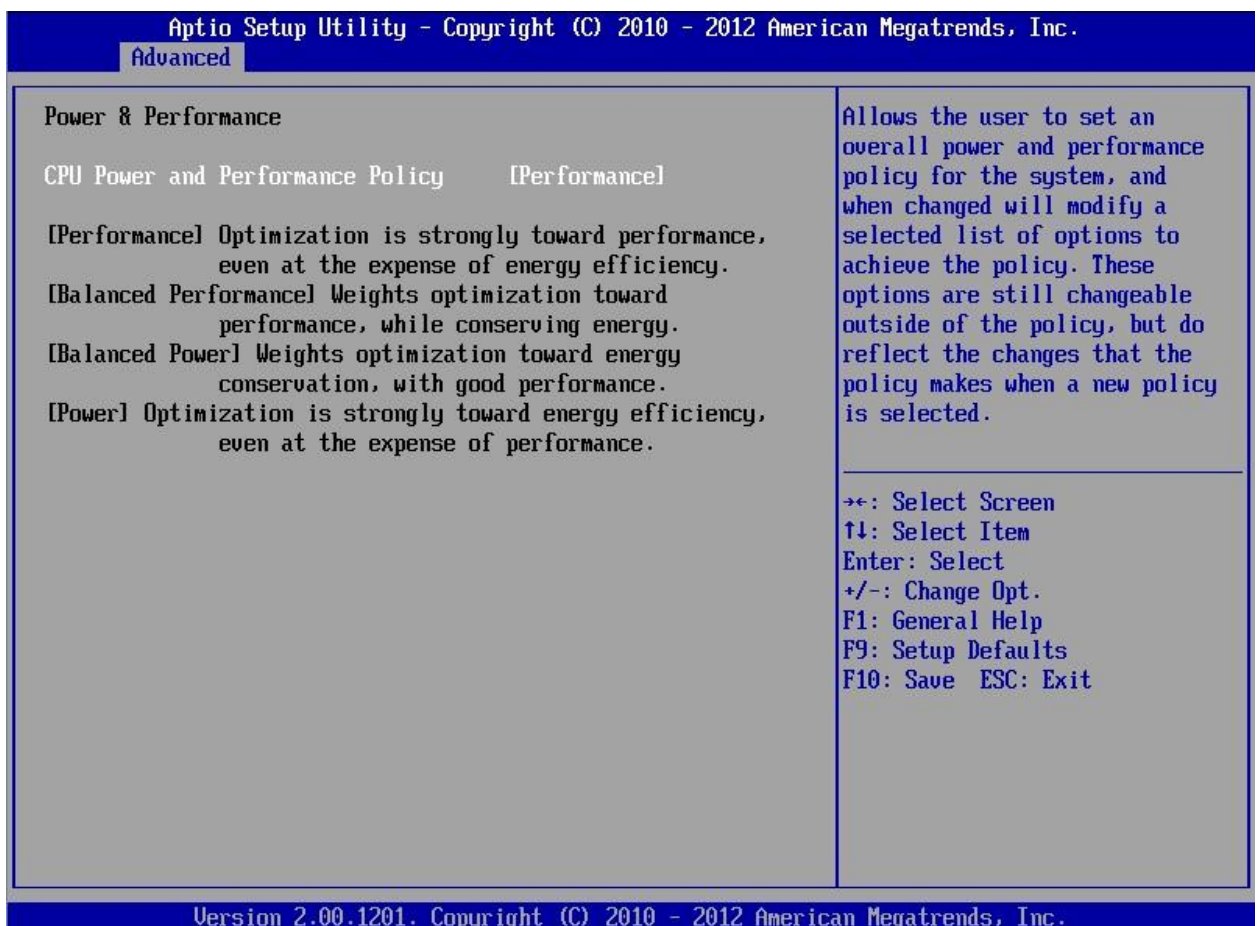 Aptio Setup Utility - Copyright (C) 2010 - 2012 American Megatrends, Inc.
Advanced
Power & Performance
CPU Power and Performance Policy [Performance]
[Performance] Optimization is strongly toward performance,
even at the expense of energy efficiency.
[Balanced Performance] Weights optimization toward
performance, while conserving energy.
[Balanced Power] Weights optimization toward energy
conservation, with good performance.
[Power] Optimization is strongly toward energy efficiency,
even at the expense of performance.
Allows the user to set an
overall power and performance
policy for the system, and
when changed will modify a
selected list of options to
achieve the policy. These
options are still changeable
outside of the policy, but do
reflect the changes that the
policy makes when a new policy
is selected.
→←: Select Screen
↑↓: Select Item
Enter: Select
+/-: Change Opt.
F1: General Help
F9: Setup Defaults
F10: Save ESC: Exit
Version 2.00.1201. Copyright (C) 2010 - 2012 American Megatrends, Inc.